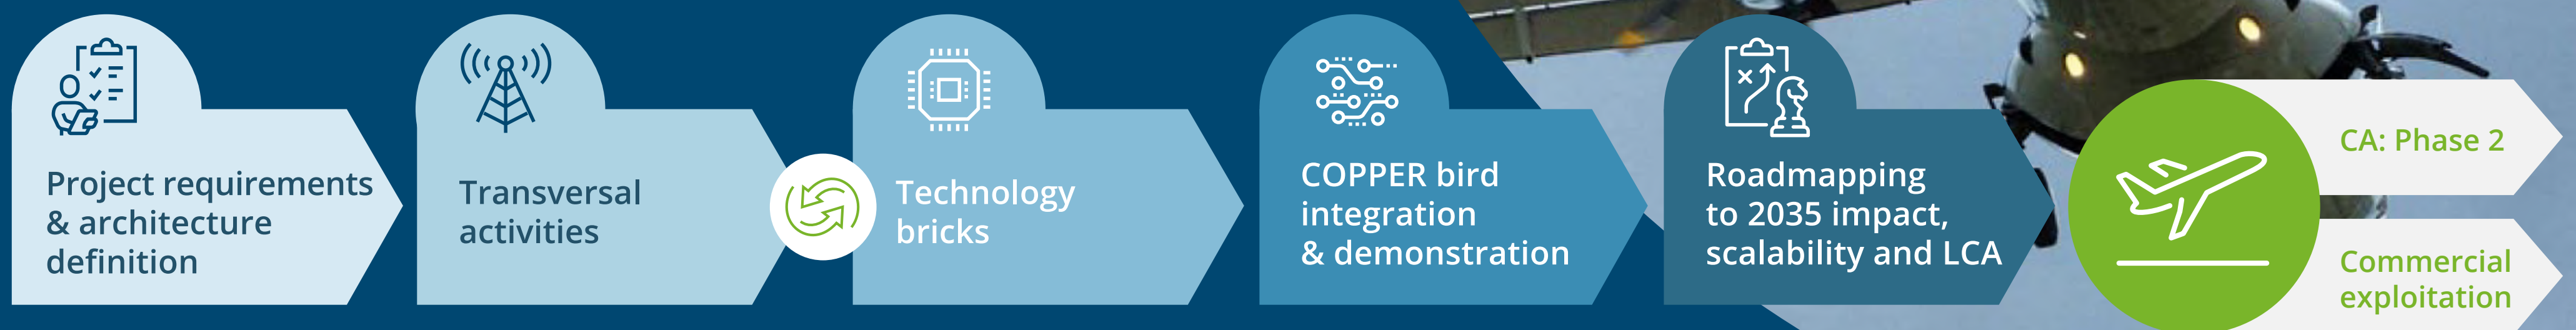 Project requirements
& architecture
definition
Transversal
activities
Technology
bricks
COPPER bird
integration
& demonstration
Roadmapping
to 2035 impact,
scalability and LCA
CA: Phase 2
Commercial
exploitation